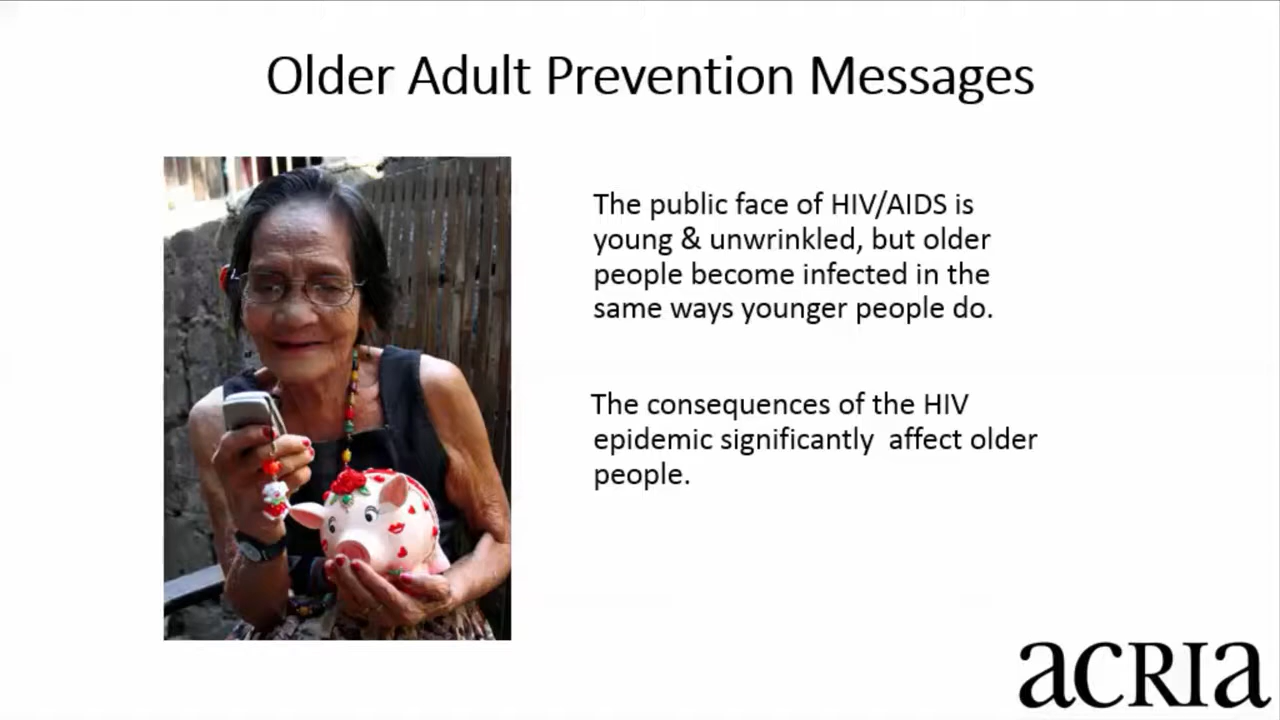 Older Adult Prevention Messages
The public face of HIV/AIDS is
young & unwrinkled, but older
people become infected in the
same ways younger people do.
The consequences of the HIV
epidemic significantly  affect older
people.
acria